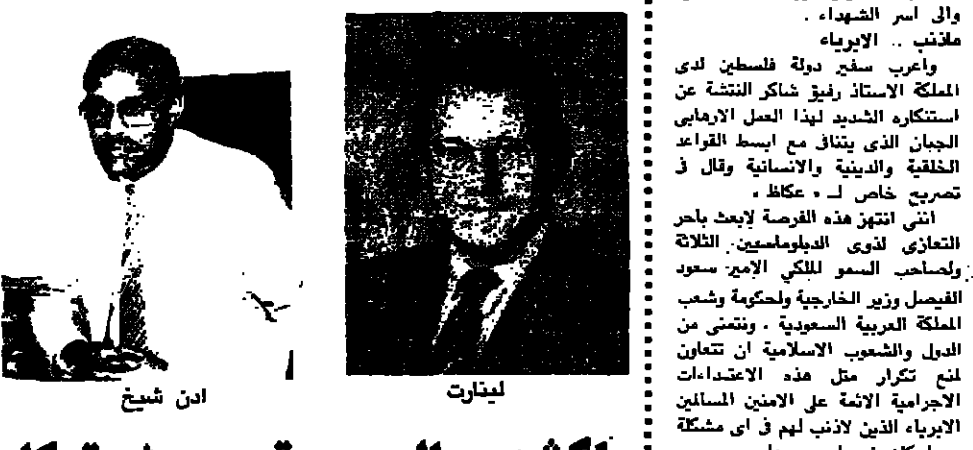 والى اسر الشهداء .
ماذنب .. الابرياء
واعرب سفير دولة فلسطين لدى
المملكة الاستاذ رفيق شاكر النتشة عن
استنكاره الشديد لهذا العمل الارهابى
الجبان الذى يتنافى مع ابسط القواعد
الخلقية والدينية والانسانية وقال فى
تصريح خاص لـ « عكاظ »
اننى انتهز هذه الفرصة لابعث باحر
التعازى لذوى الدبلوماسيين الثلاثة
ولصاحب السمو الملكي الامير سعود
الفيصل وزير الخارجية ولحكومة وشعب
المملكة العربية السعودية . ونتمنى من
الدول والشعوب الاسلامية ان تتعاون
لمنع تكرار مثل هذه الاعتداءات
الاجرامية الاثمة على الامنين المسالمين
الابرياء الذين لاذنب لهم فى اى مشكلة
لينارت
ادن شيخ